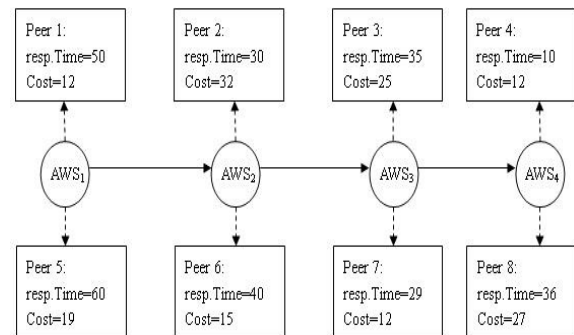 Peer 1:
resp.Time=50
Cost=12
Peer 2:
resp.Time=30
Cost=32
Peer 3:
resp.Time=35
Cost=25
Peer 4:
resp.Time=10
Cost=12
AWS₁
AWS₂
AWS₃
AWS₄
Peer 5:
resp.Time=60
Cost=19
Peer 6:
resp.Time=40
Cost=15
Peer 7:
resp.Time=29
Cost=12
Peer 8:
resp.Time=36
Cost=27